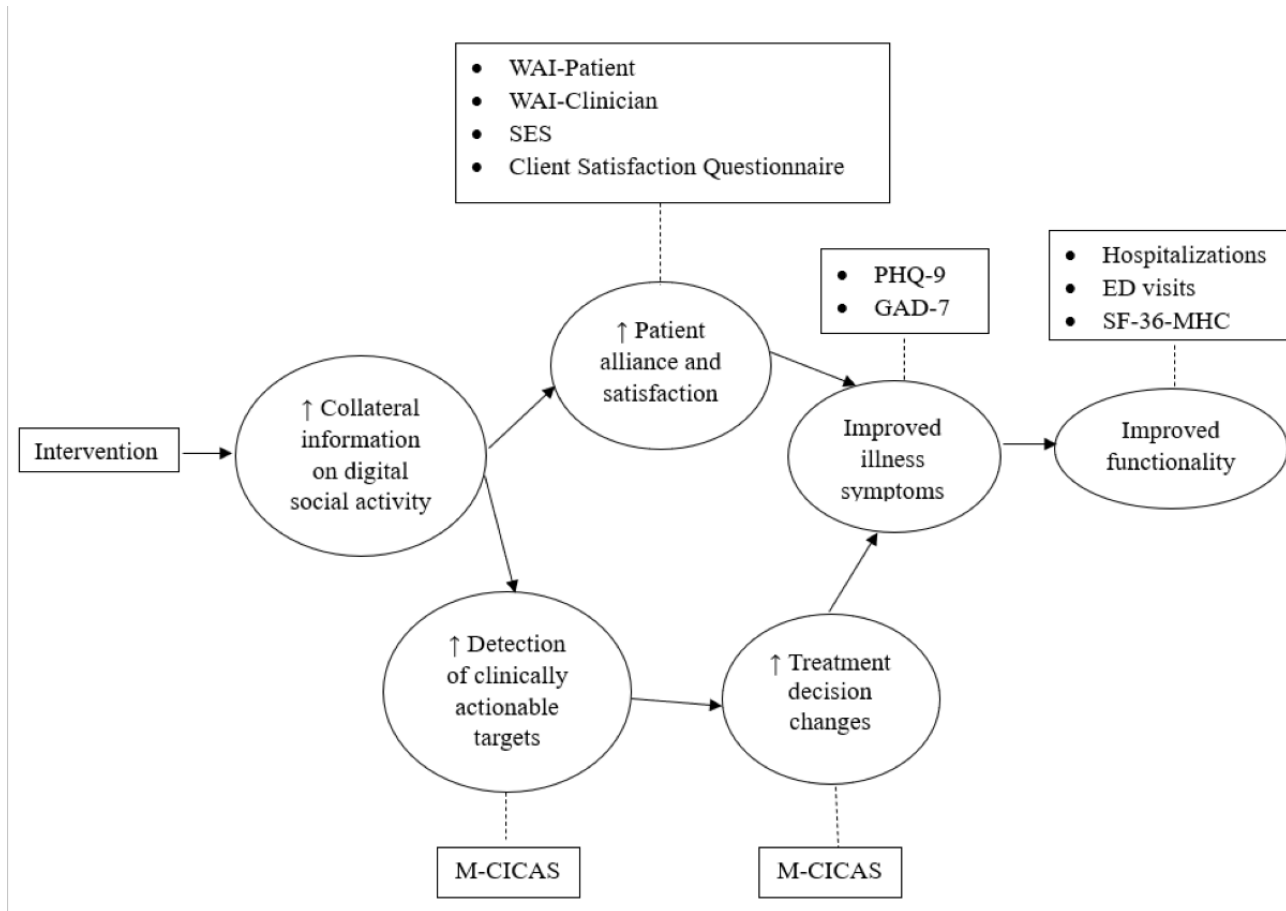 • WAI-Patient
• WAI-Clinician
• SES
• Client Satisfaction Questionnaire
• PHQ-9
• GAD-7
• Hospitalizations
• ED visits
• SF-36-MHC
↑ Patient
alliance and
satisfaction
Intervention
↑ Collateral
information
on digital
social activity
Improved
illness
symptoms
Improved
functionality
↑ Detection
of clinically
actionable
targets
↑ Treatment
decision
changes
M-CICAS
M-CICAS